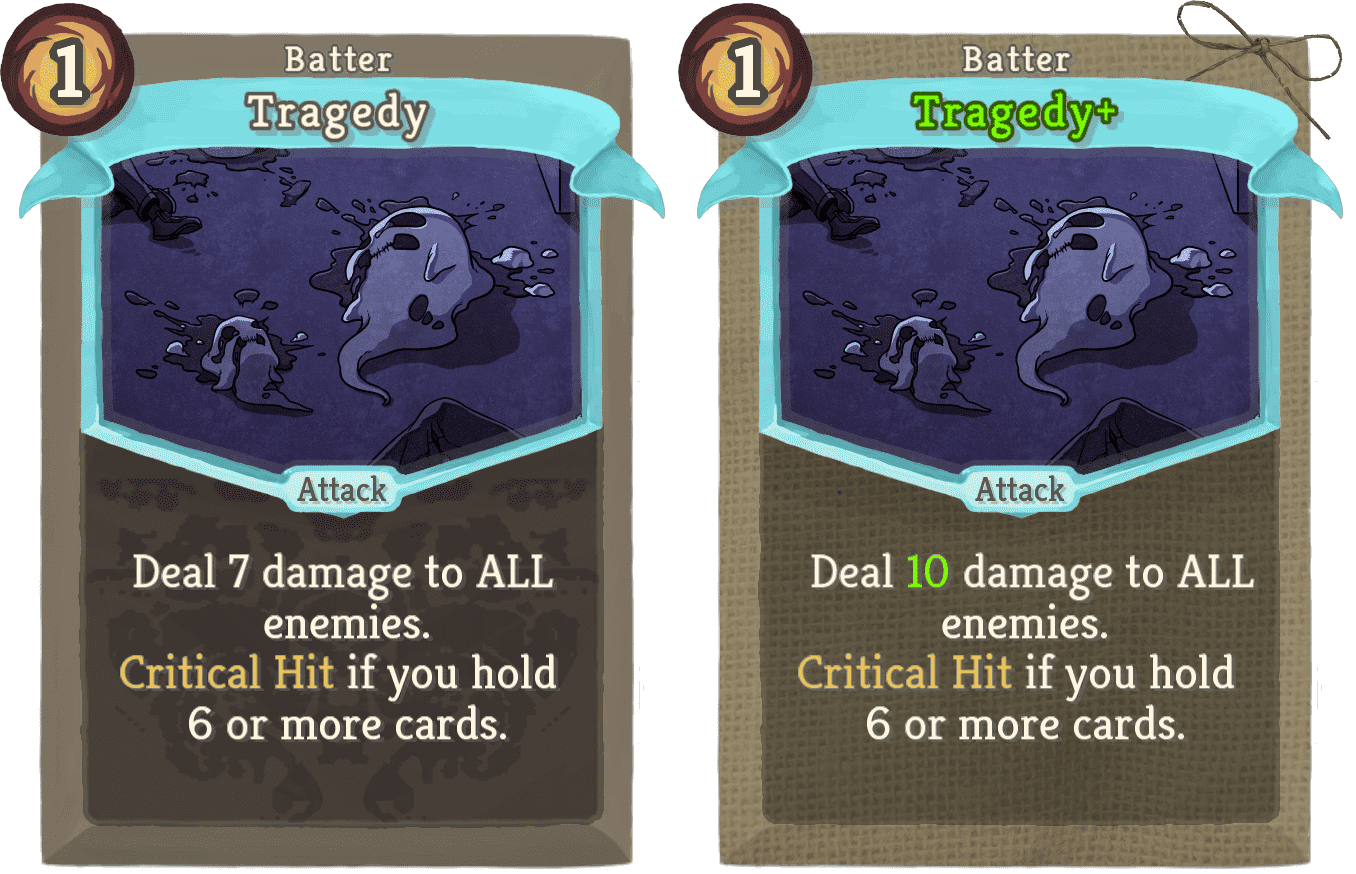 1
Batter
Tragedy
Attack
Deal 7 damage to ALL
enemies.
Critical Hit if you hold
6 or more cards.
1
Batter
Tragedy+
Attack
Deal 10 damage to ALL
enemies.
Critical Hit if you hold
6 or more cards.